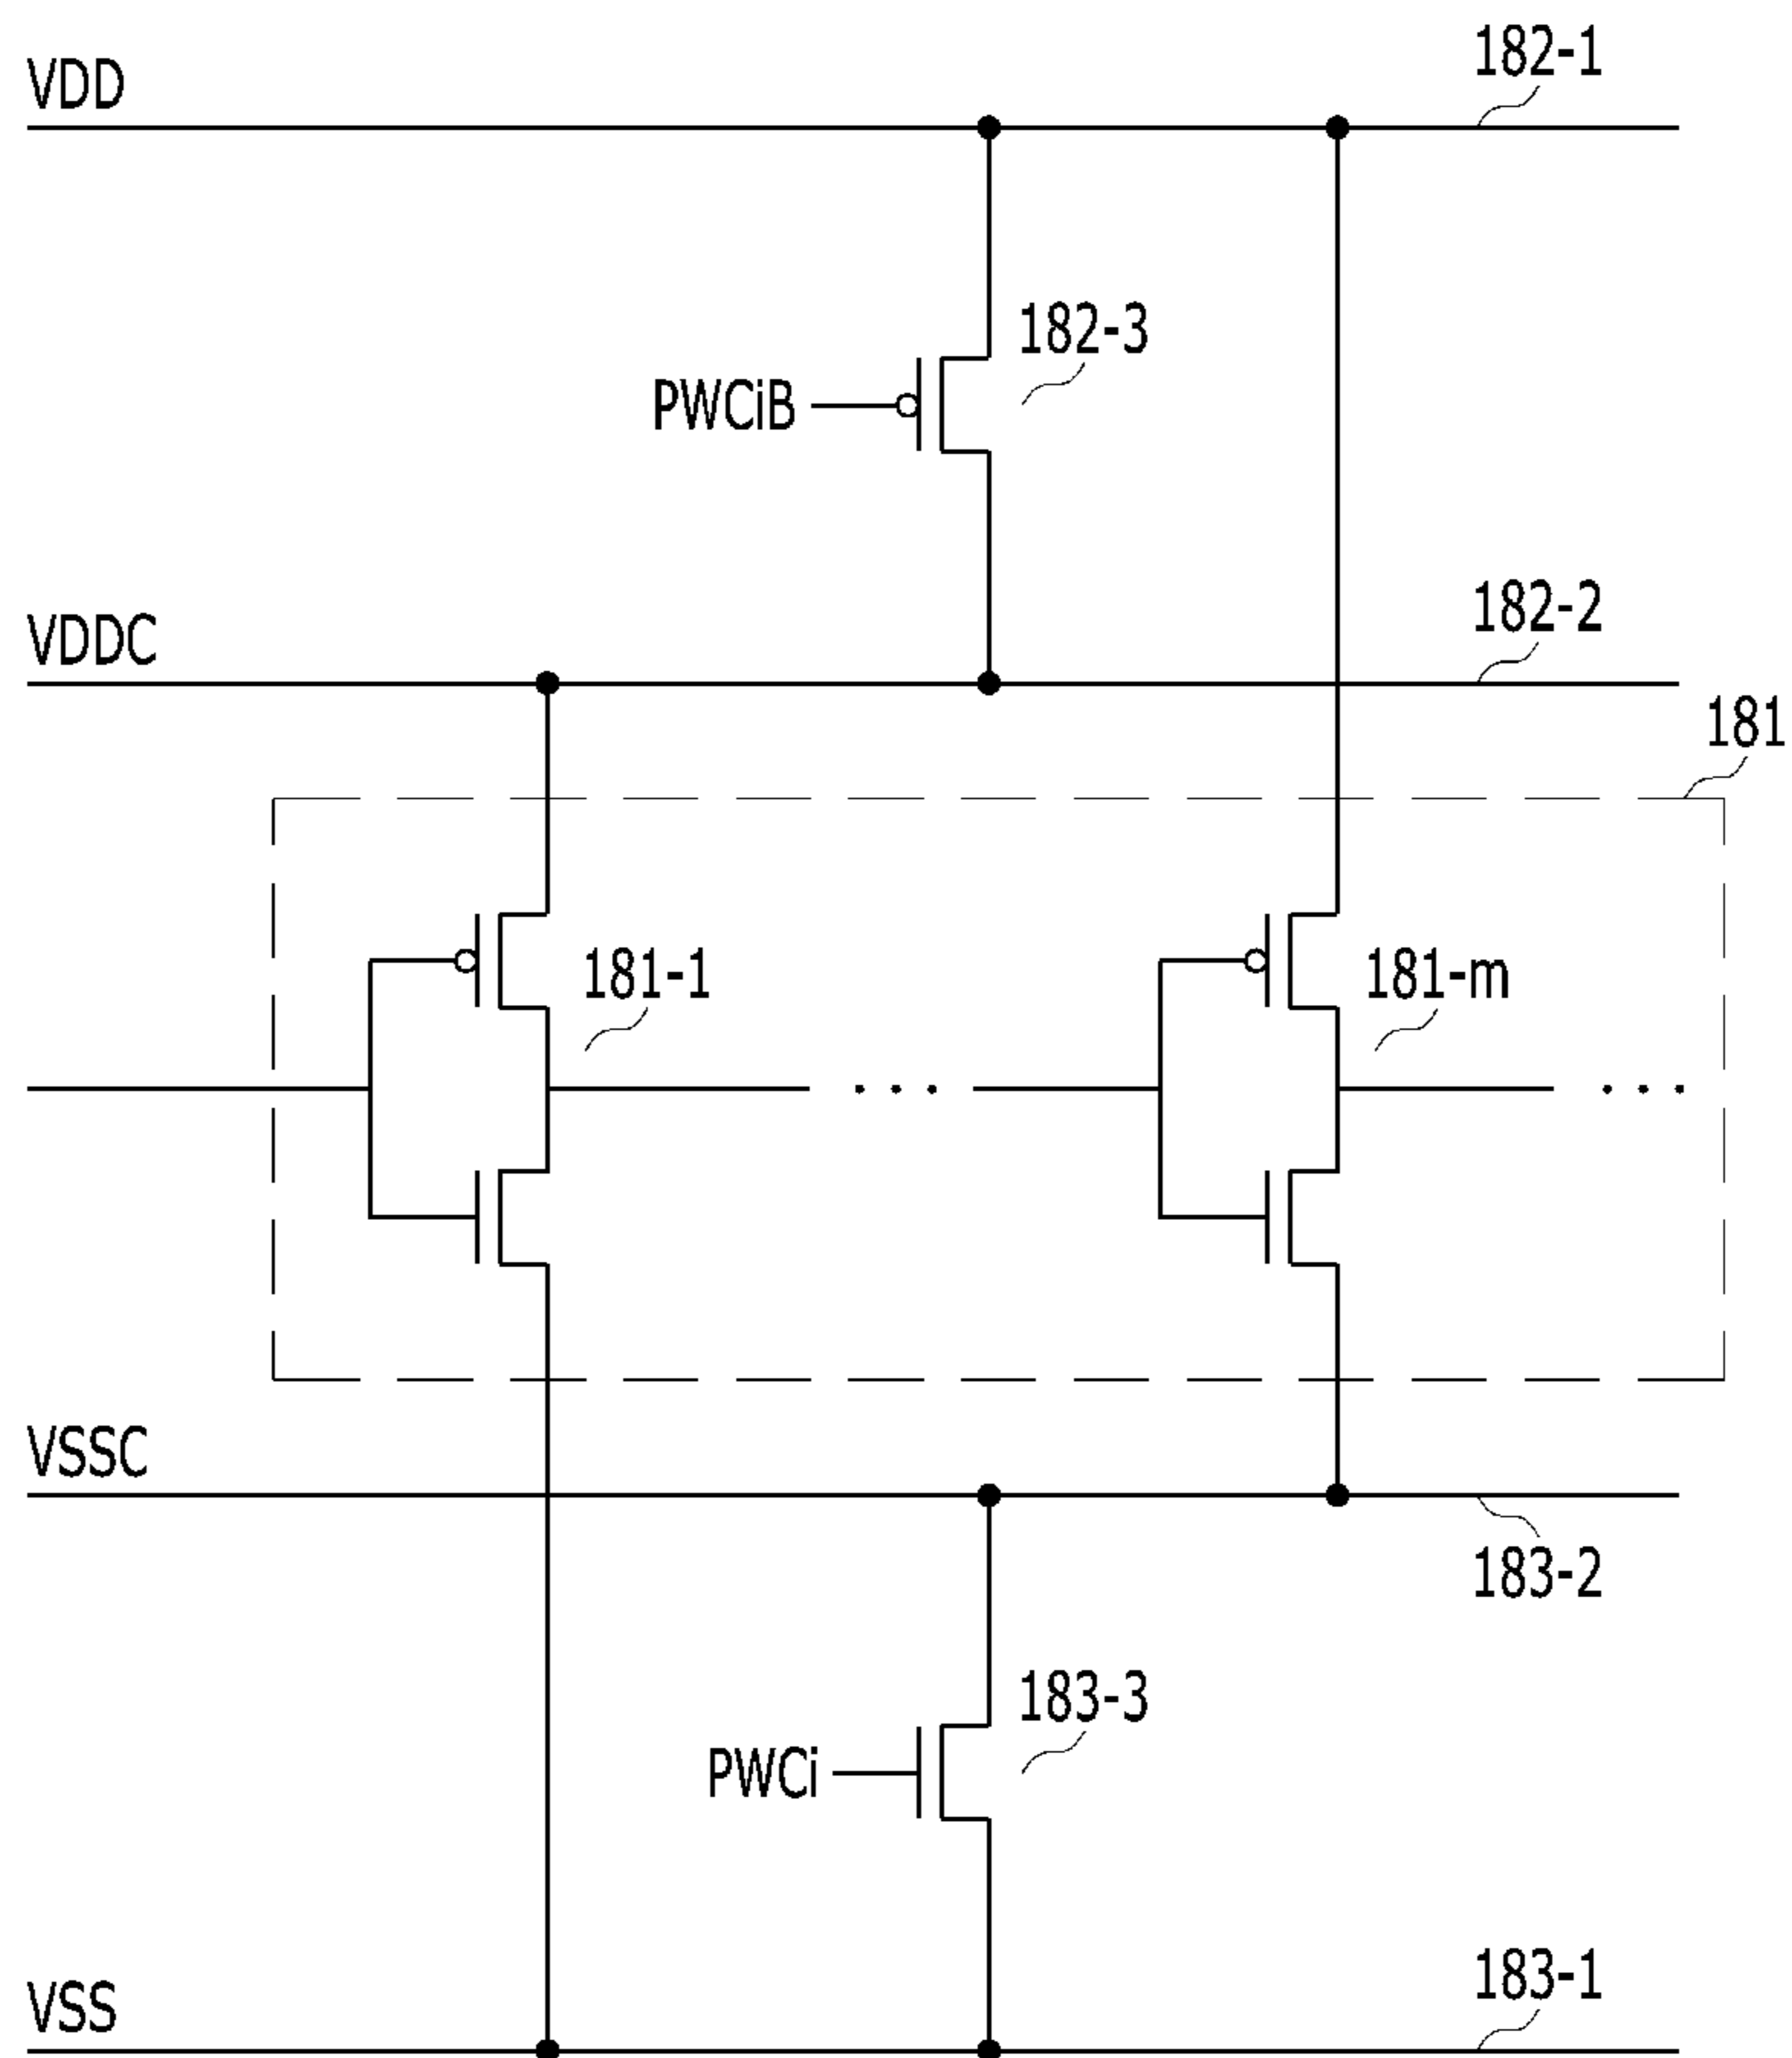 182-1
VDD
182-3
PWCiB
182-2
VDDC
181
181-1
181-m
. . .
. . .
VSSC
183-2
183-3
PWCi
183-1
VSS